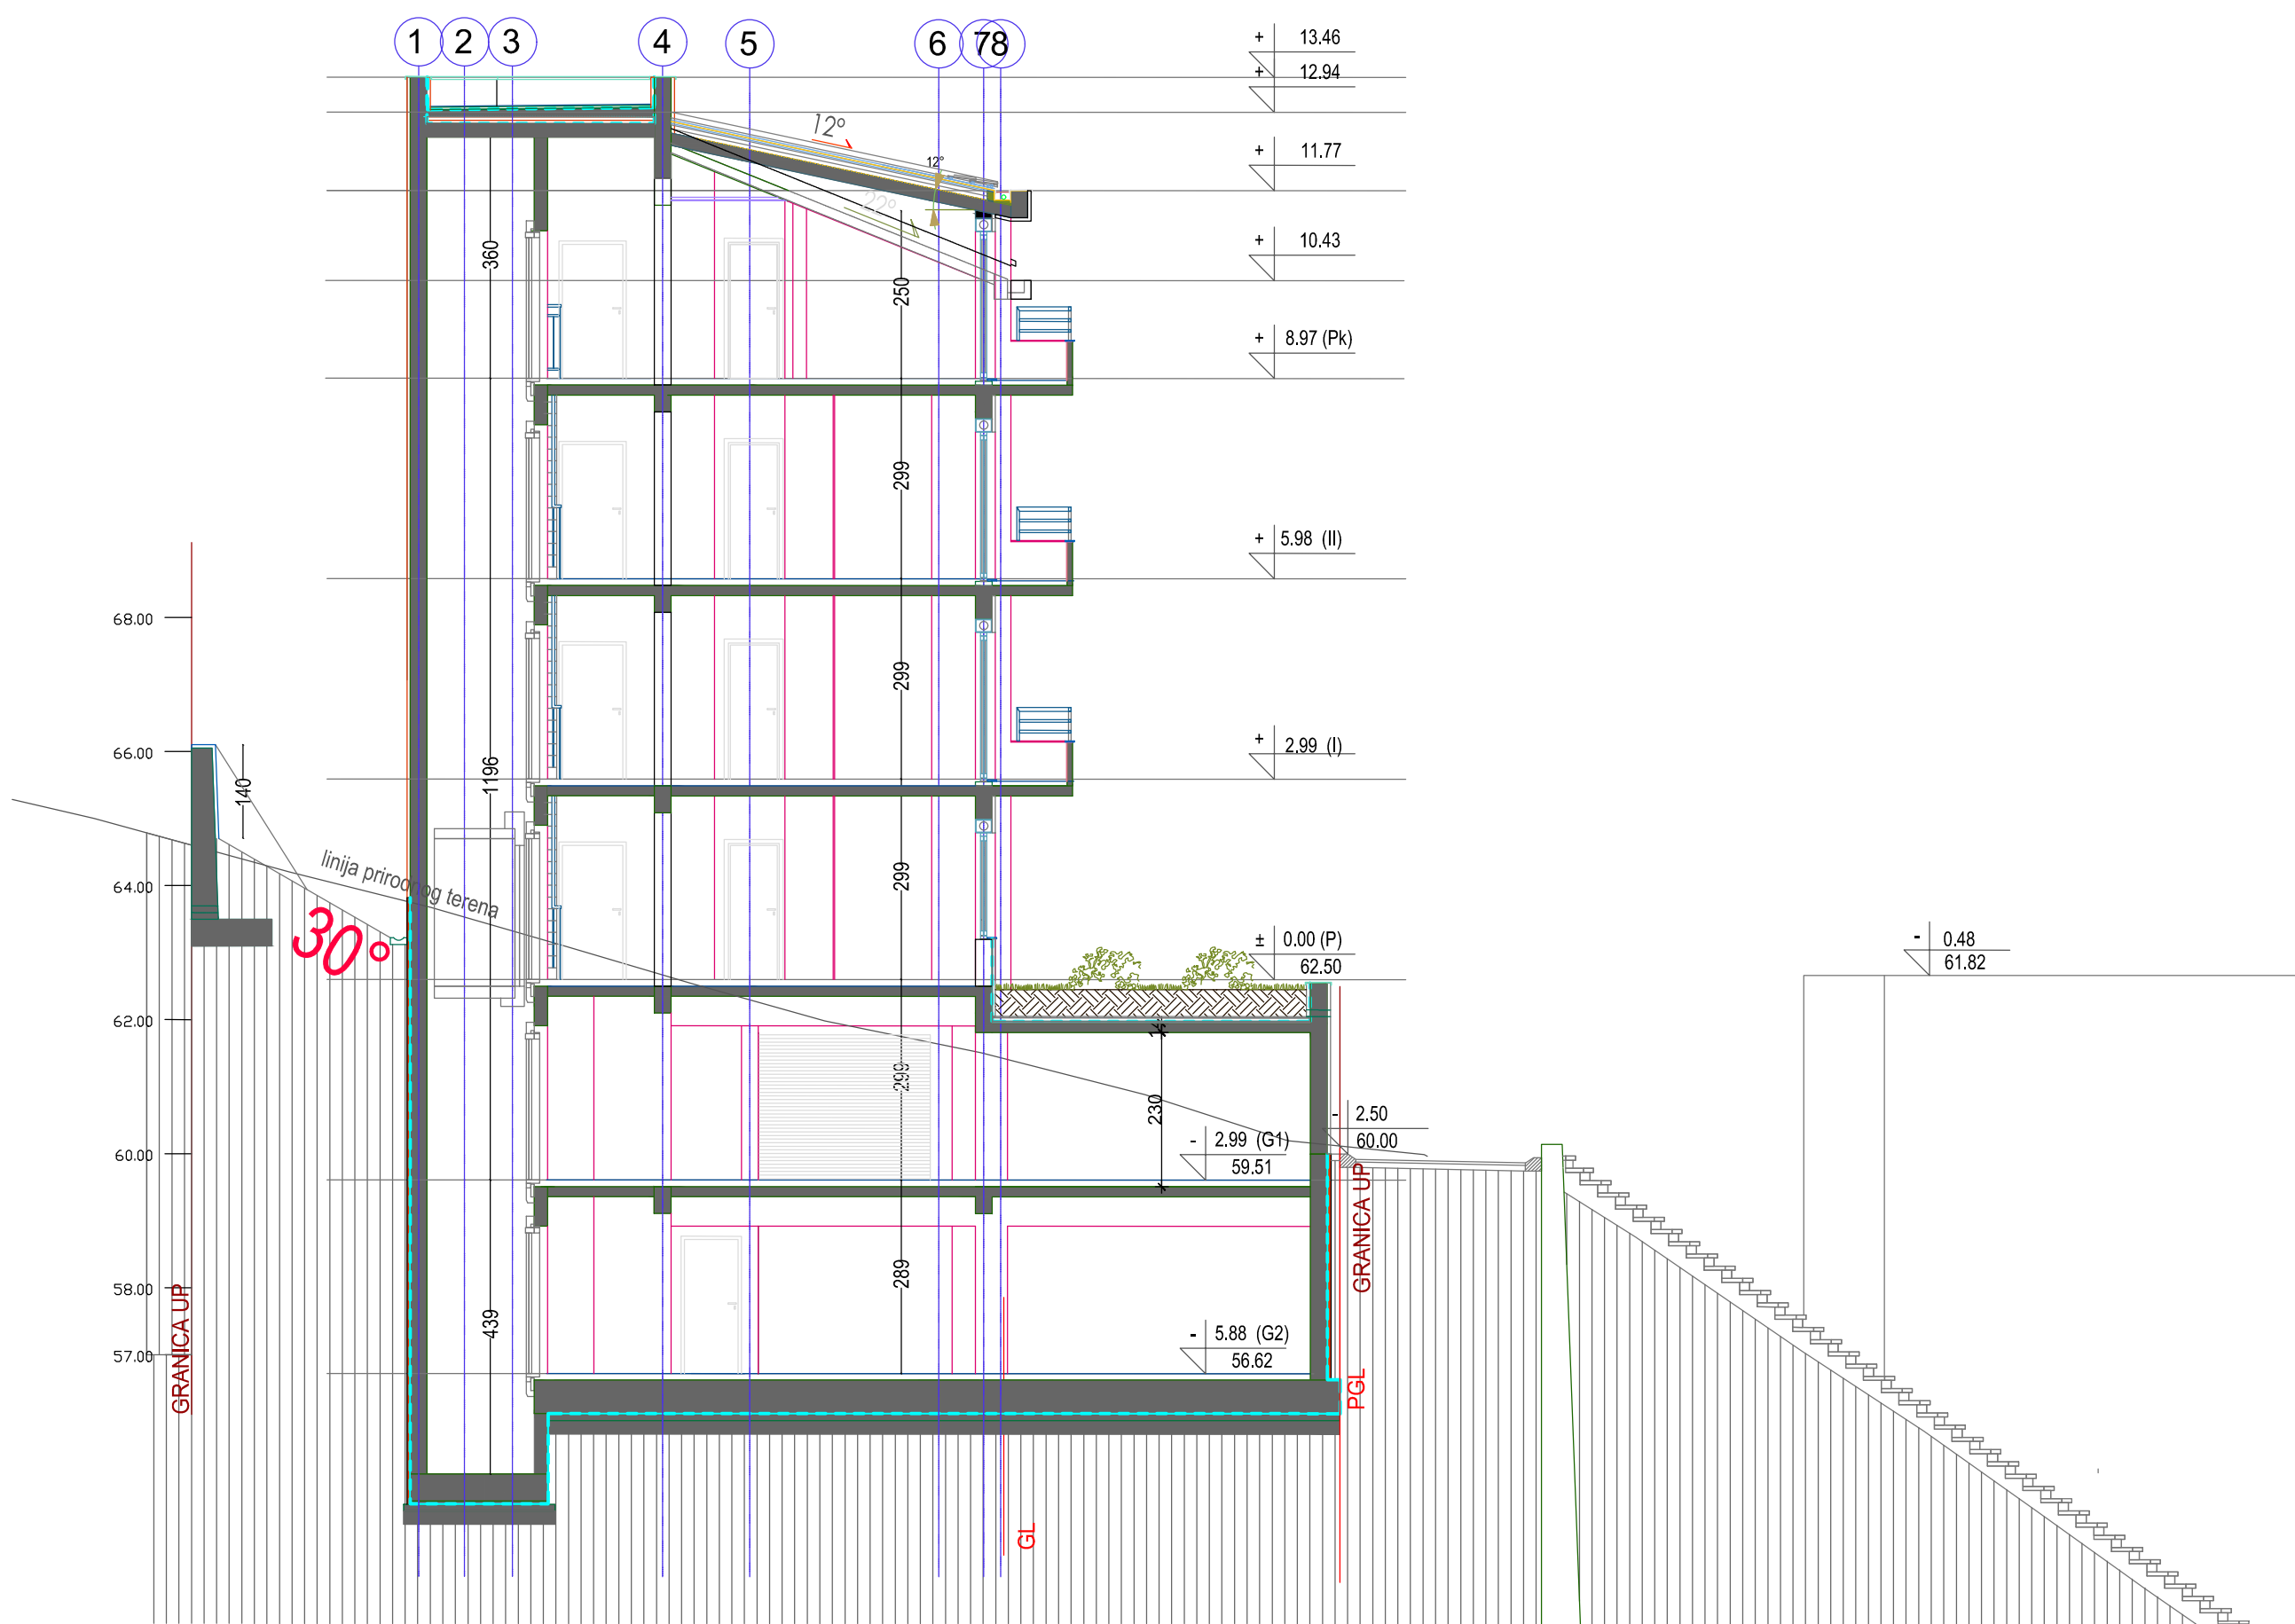 1 2 3 4 5 6 7 8
+ 13.46
+ 12.94
12°
+ 11.77
12°
22°
+ 10.43
360
250
+ 8.97 (Pk)
299
+ 5.98 (II)
68.00
299
66.00
+ 2.99 (I)
140
1196
linija prirodnog terena
64.00
299
30°
± 0.00 (P)
62.50
- 0.48
61.82
62.00
299
230
- 2.50
60.00
60.00
- 2.99 (G1)
59.51
GRANICA UP
58.00
289
439
- 5.88 (G2)
56.62
57.00
GRANICA UP
PGL
GL